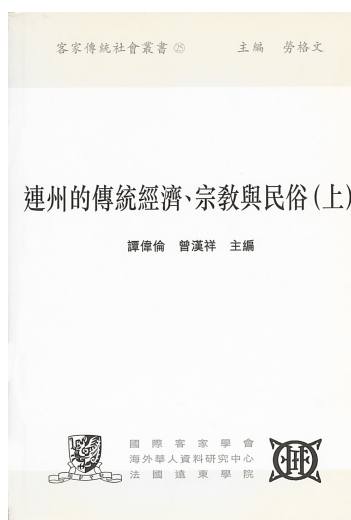 客家傳統社會叢書 ㉕ 主編 勞格文
連州的傳統經濟、宗教與民俗(上)
譚偉倫 曾漢祥 主編
國際客家學會
海外華人資料研究中心
法國遠東學院